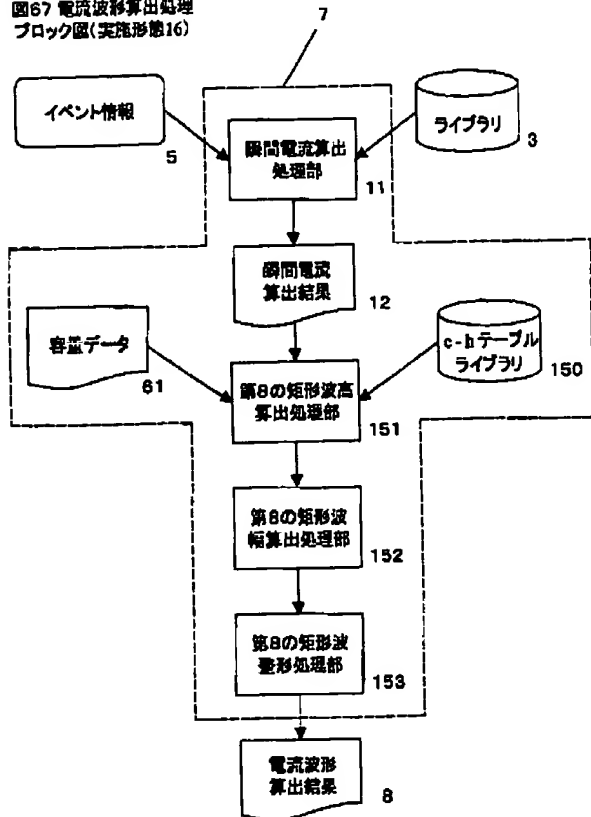 図67 電流波形算出処理
ブロック図(実施形態16)
7
イベント情報
5
ライブラリ
3
瞬間電流算出
処理部
11
瞬間電流
算出結果
12
容量データ
61
c-hテーブル
ライブラリ
150
第8の矩形波高
算出処理部
151
第8の矩形波
幅算出処理部
152
第8の矩形波
整形処理部
153
電流波形
算出結果
8